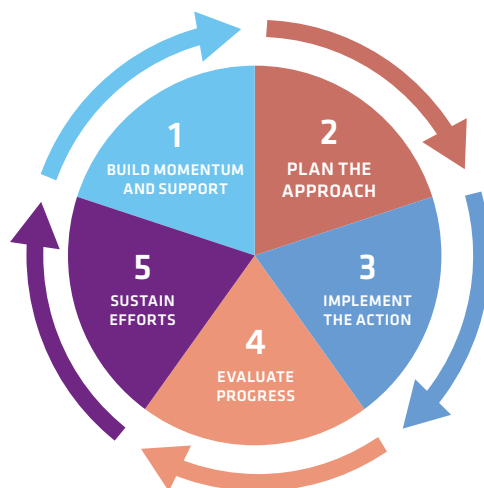 1
BUILD MOMENTUM
AND SUPPORT
2
PLAN THE
APPROACH
3
IMPLEMENT
THE ACTION
4
EVALUATE
PROGRESS
5
SUSTAIN
EFFORTS